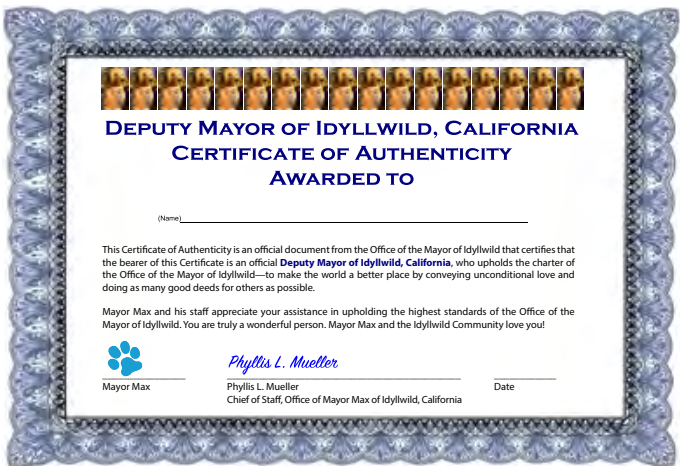 Deputy Mayor of Idyllwild, California
Certificate of Authenticity
Awarded to
(Name)
This Certificate of Authenticity is an official document from the Office of the Mayor of Idyllwild that certifies that
the bearer of this Certificate is an official Deputy Mayor of Idyllwild, California, who upholds the charter of
the Office of the Mayor of Idyllwild—to make the world a better place by conveying unconditional love and
doing as many good deeds for others as possible.
Mayor Max and his staff appreciate your assistance in upholding the highest standards of the Office of the
Mayor of Idyllwild. You are truly a wonderful person. Mayor Max and the Idyllwild Community love you!
Phyllis L. Mueller
Mayor Max Phyllis L. Mueller Date
Chief of Staff, Office of Mayor Max of Idyllwild, California